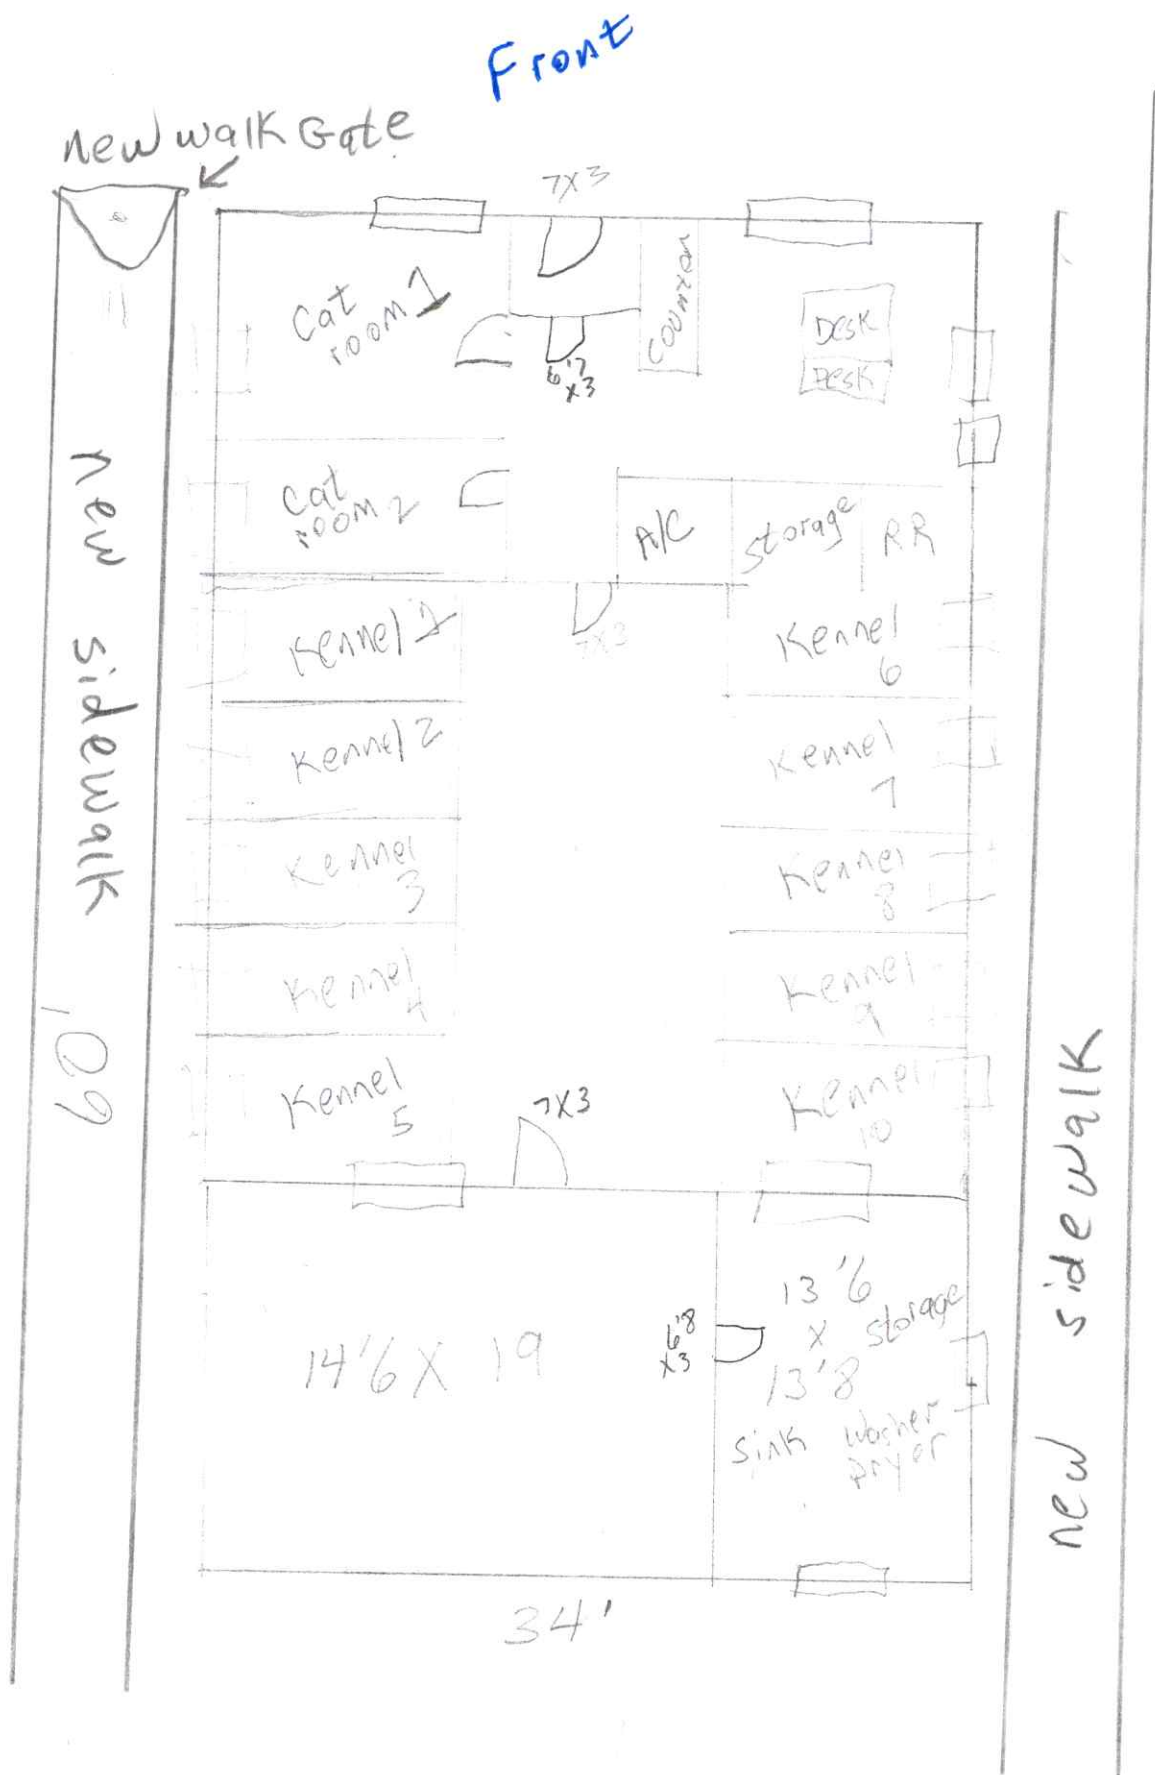 Front
new walk Gate
7x3
Cat
room 1
COUNTER
DESK
DESK
6'7
x3
Cat
room 2
A/C
storage
RR
7x3
Kennel 1
Kennel 2
Kennel
3
Kennel
4
Kennel
5
Kennel
6
Kennel
7
Kennel
8
Kennel
9
Kennel
10
7x3
new sidewalk
60'
new sidewalk
14'6 X 19
6'8
x3
13'6
x
13'8
storage
sink
washer
Dryer
34'